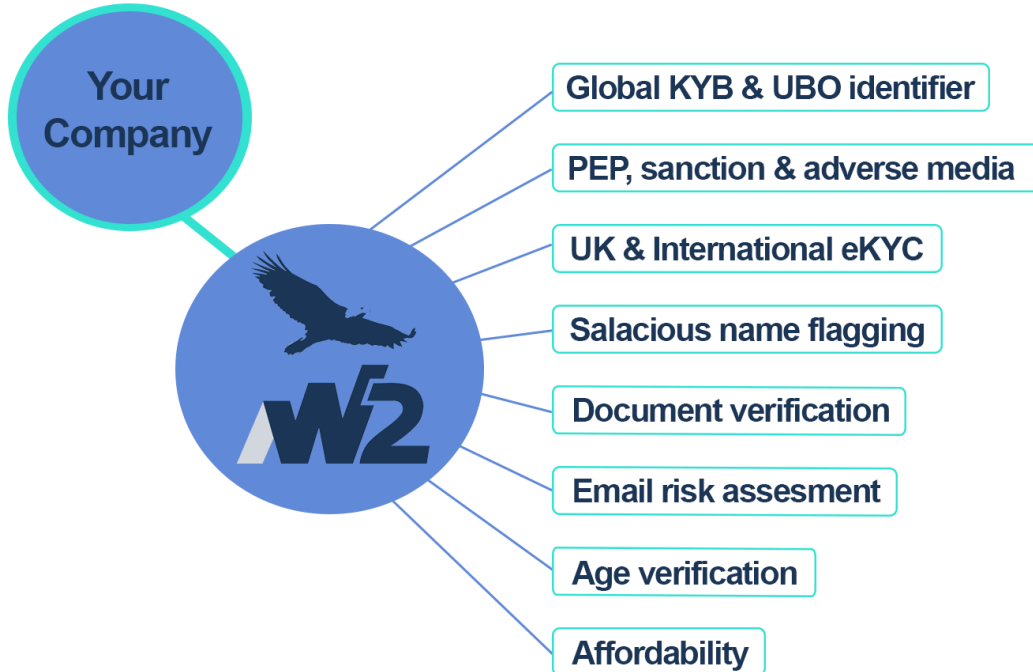 Your
Company
Global KYB & UBO identifier
PEP, sanction & adverse media
UK & International eKYC
Salacious name flagging
W2
Document verification
Email risk assesment
Age verification
Affordability